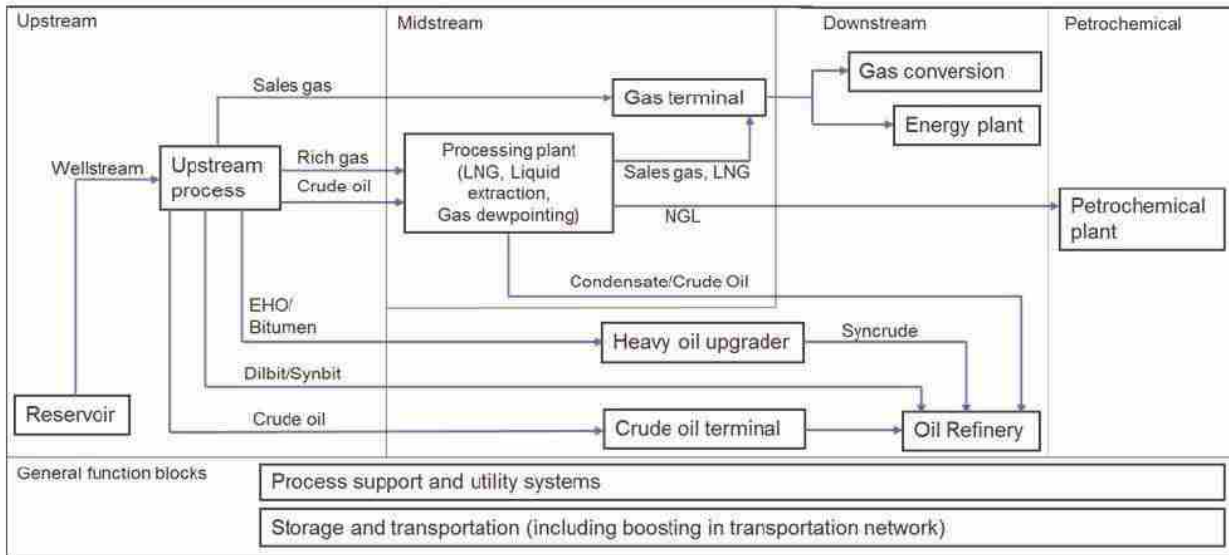 Upstream
Midstream
Downstream
Petrochemical
Sales gas
Gas terminal
Gas conversion
Energy plant
Wellstream
Upstream
process
Rich gas
Crude oil
Processing plant
(LNG, Liquid
extraction,
Gas dewpointing)
Sales gas, LNG
NGL
Petrochemical
plant
Condensate/Crude Oil
EHO/
Bitumen
Heavy oil upgrader
Syncrude
Dilbit/Synbit
Reservoir
Crude oil
Crude oil terminal
Oil Refinery
General function blocks
Process support and utility systems
Storage and transportation (including boosting in transportation network)